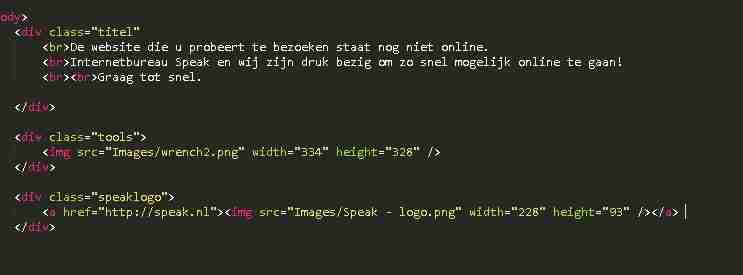 ody>
<div class="titel"
<br>De website die u probeert te bezoeken staat nog niet online.
<br>Internetbureau Speak en wij zijn druk bezig om zo snel mogelijk online te gaan!
<br><br>Graag tot snel.
</div>
<div class="tools">
<img src="Images/wrench2.png" width="334" height="328" />
</div>
<div class="speaklogo">
<a href="http://speak.nl"><img src="Images/Speak - logo.png" width="228" height="93" /></a>
</div>